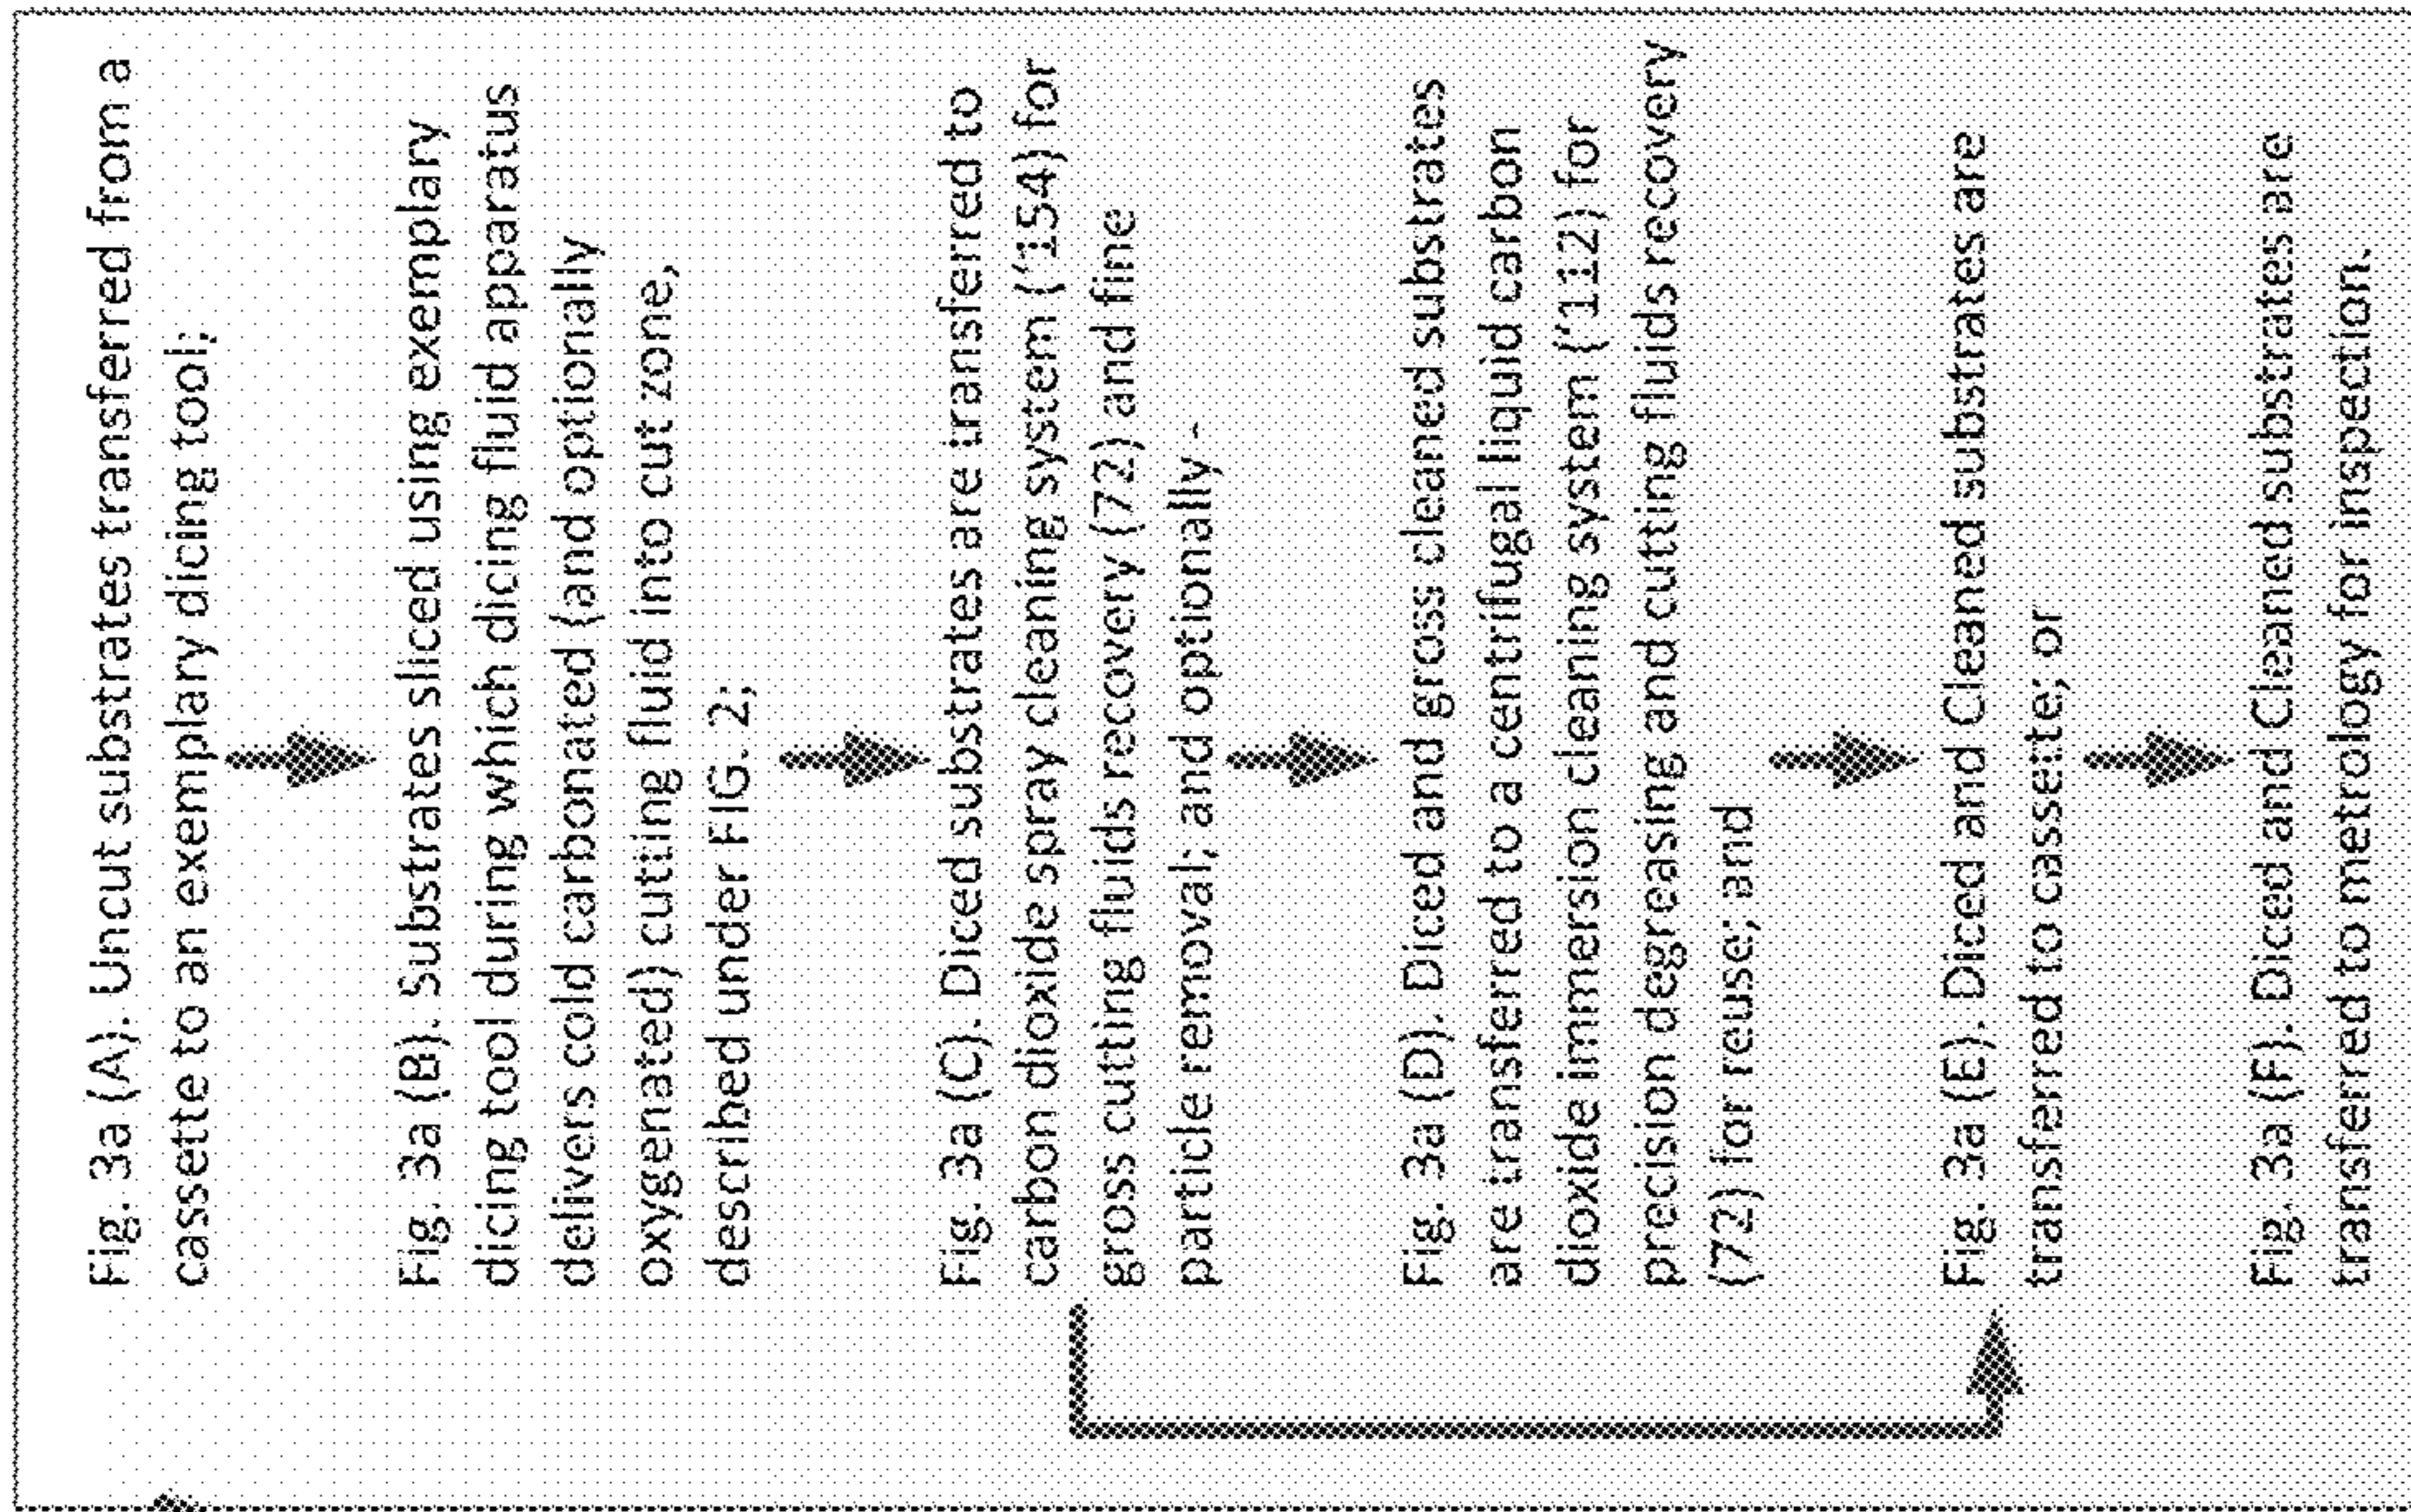 Fig. 3a (A). Uncut substrates transferred from a
cassette to an exemplary dicing tool;
Fig. 3a (B). Substrates sliced using exemplary
dicing tool during which dicing fluid apparatus
delivers cold carbonated (and optionally
oxygenated) cutting fluid into cut zone,
described under FIG. 2;
Fig. 3a (C). Diced substrates are transferred to
carbon dioxide spray cleaning system ('154) for
gross cutting fluids recovery (72) and fine
particle removal; and optionally -
Fig. 3a (D). Diced and gross cleaned substrates
are transferred to a centrifugal liquid carbon
dioxide immersion cleaning system ('112) for
precision degreasing and cutting fluids recovery
(72) for reuse; and
Fig. 3a (E). Diced and Cleaned substrates are
transferred to cassette; or
Fig. 3a (F). Diced and Cleaned substrates are
transferred to metrology for inspection.